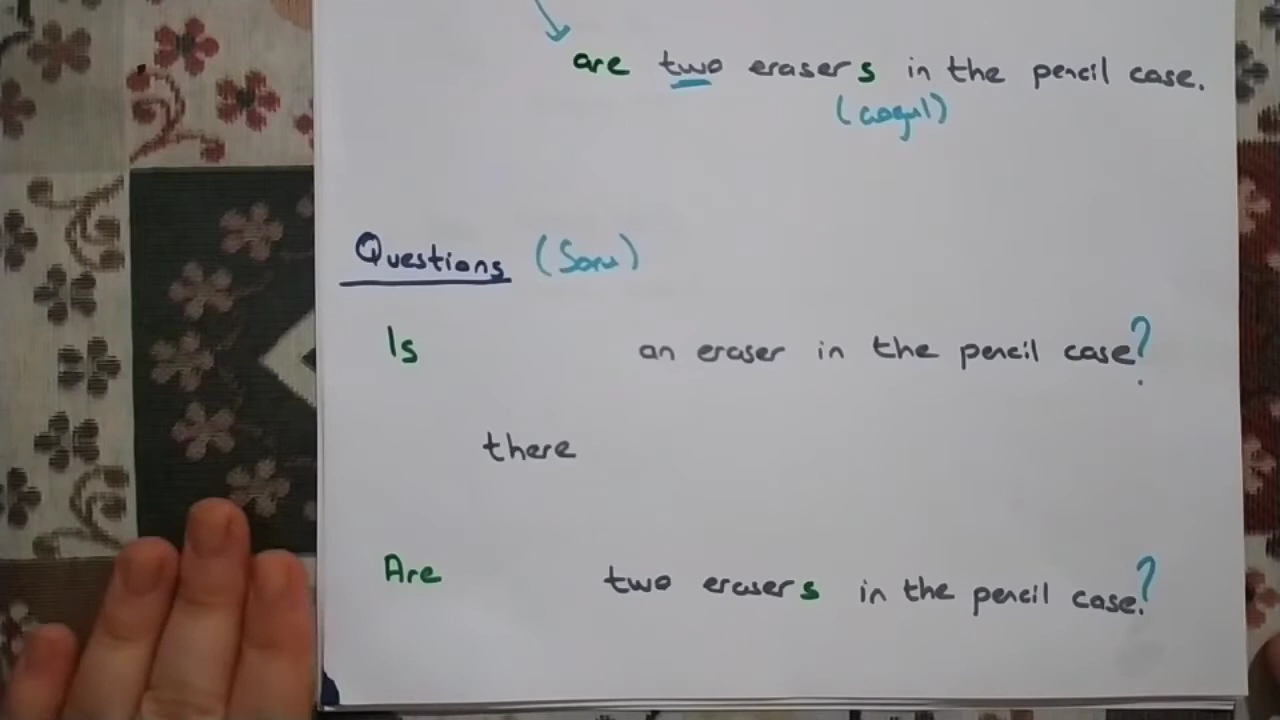 are two erasers in the pencil case.
(çoğul)
Questions (Soru)
Is an eraser in the pencil case?
there
Are two erasers in the pencil case?